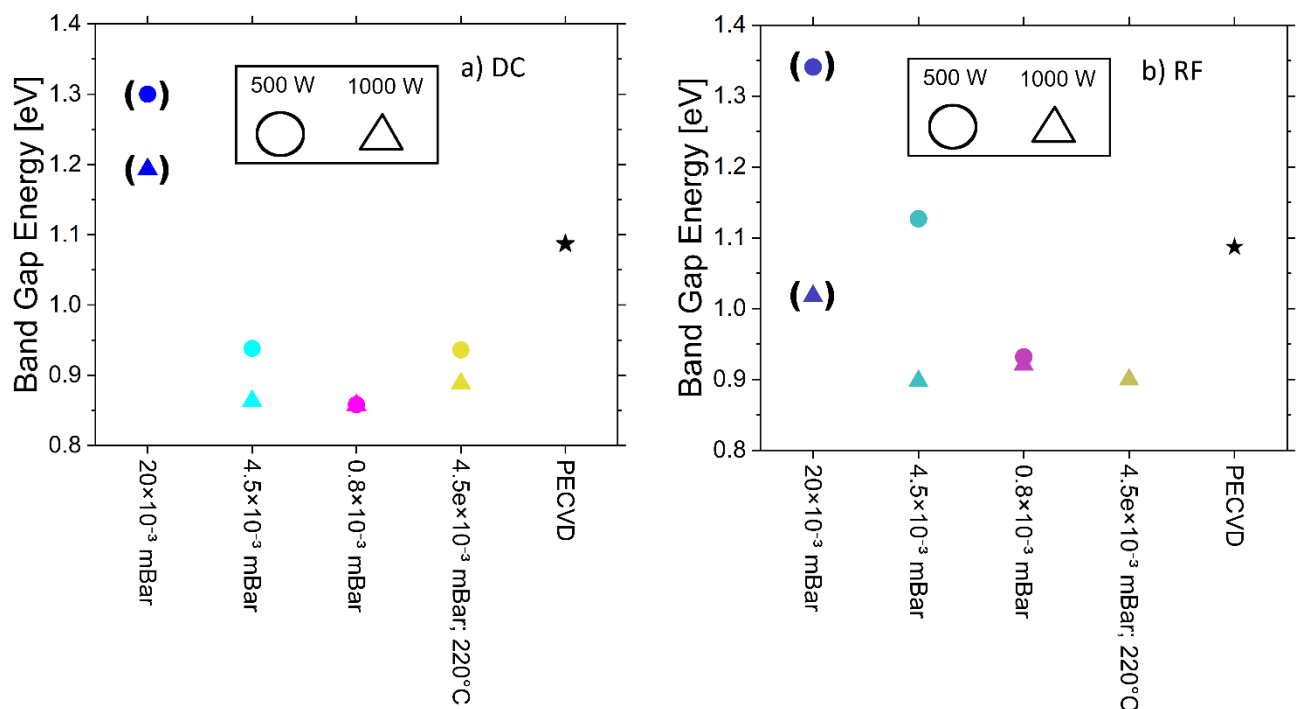 a) DC
500 W 1000 W
Band Gap Energy [eV]
1.4
1.3
1.2
1.1
1.0
0.9
0.8
( )
( )
20×10⁻³ mBar
4.5×10⁻³ mBar
0.8×10⁻³ mBar
4.5e×10⁻³ mBar; 220°C
PECVD
b) RF
500 W 1000 W
Band Gap Energy [eV]
1.4
1.3
1.2
1.1
1.0
0.9
0.8
( )
( )
20×10⁻³ mBar
4.5×10⁻³ mBar
0.8×10⁻³ mBar
4.5e×10⁻³ mBar; 220°C
PECVD